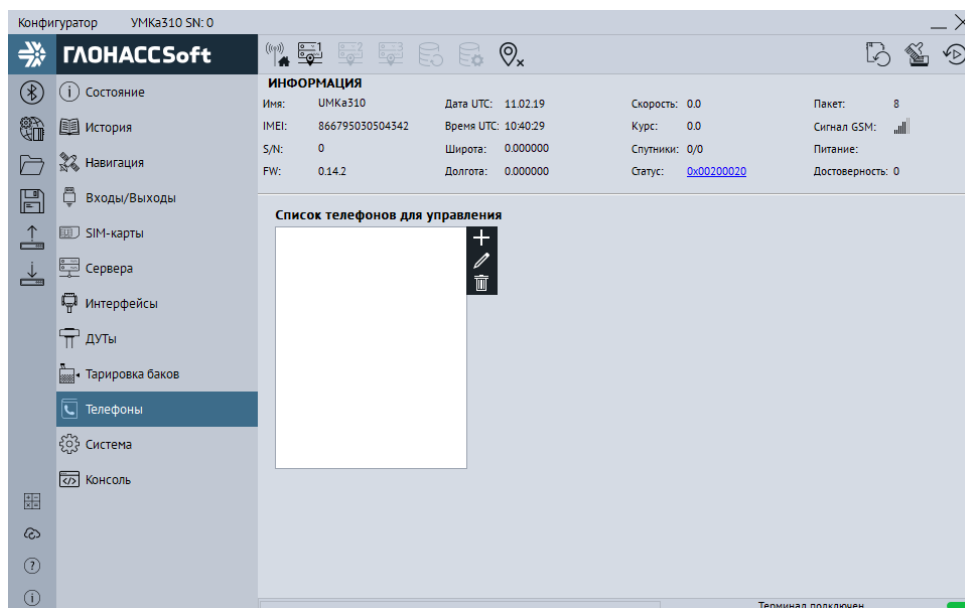 Конфигуратор УМКа310 SN: 0
ГЛОНАССSoft
1 2 3
ИНФОРМАЦИЯ
Имя: UMKa310 Дата UTC: 11.02.19 Скорость: 0.0 Пакет: 8
IMEI: 866795030504342 Время UTC: 10:40:29 Курс: 0.0 Сигнал GSM:
S/N: 0 Широта: 0.000000 Спутники: 0/0 Питание:
FW: 0.14.2 Долгота: 0.000000 Статус: 0x00200020 Достоверность: 0
Состояние
История
Навигация
Входы/Выходы
SIM-карты
Сервера
Интерфейсы
ДУТы
Тарировка баков
Телефоны
Система
Консоль
Список телефонов для управления
Терминал подключен